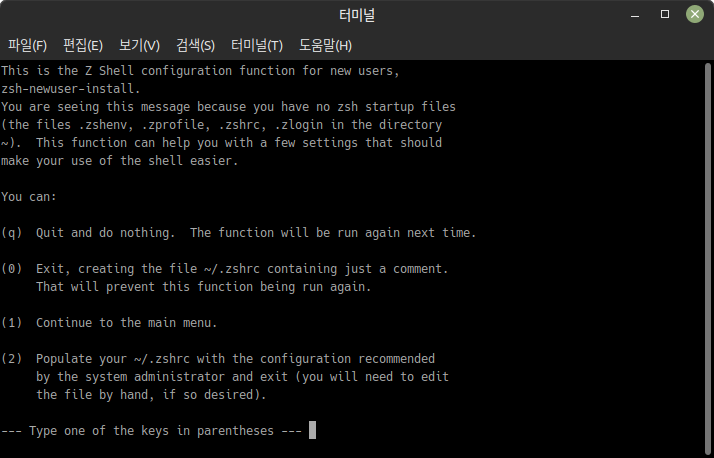 터미널
파일(F) 편집(E) 보기(V) 검색(S) 터미널(T) 도움말(H)
This is the Z Shell configuration function for new users,
zsh-newuser-install.
You are seeing this message because you have no zsh startup files
(the files .zshenv, .zprofile, .zshrc, .zlogin in the directory
~).  This function can help you with a few settings that should
make your use of the shell easier.
You can:
(q)  Quit and do nothing.  The function will be run again next time.
(0)  Exit, creating the file ~/.zshrc containing just a comment.
That will prevent this function being run again.
(1)  Continue to the main menu.
(2)  Populate your ~/.zshrc with the configuration recommended
by the system administrator and exit (you will need to edit
the file by hand, if so desired).
--- Type one of the keys in parentheses ---